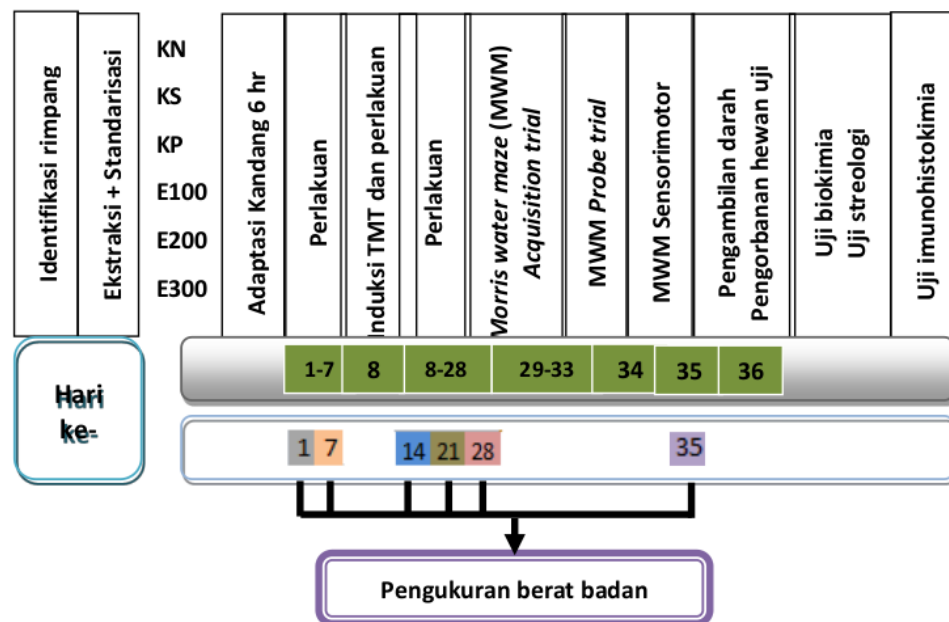 Identifikasi rimpang
Ekstraksi + Standarisasi
KN
KS
KP
E100
E200
E300
Adaptasi Kandang 6 hr
Perlakuan
Induksi TMT dan perlakuan
Perlakuan
Morris water maze (MWM)
Acquisition trial
MWM Probe trial
MWM Sensorimotor
Pengambilan darah
Pengorbanan hewan uji
Uji biokimia
Uji streologi
Uji imunohistokimia
Hari
ke-
1-7
8
8-28
29-33
34
35
36
1
7
14
21
28
35
Pengukuran berat badan